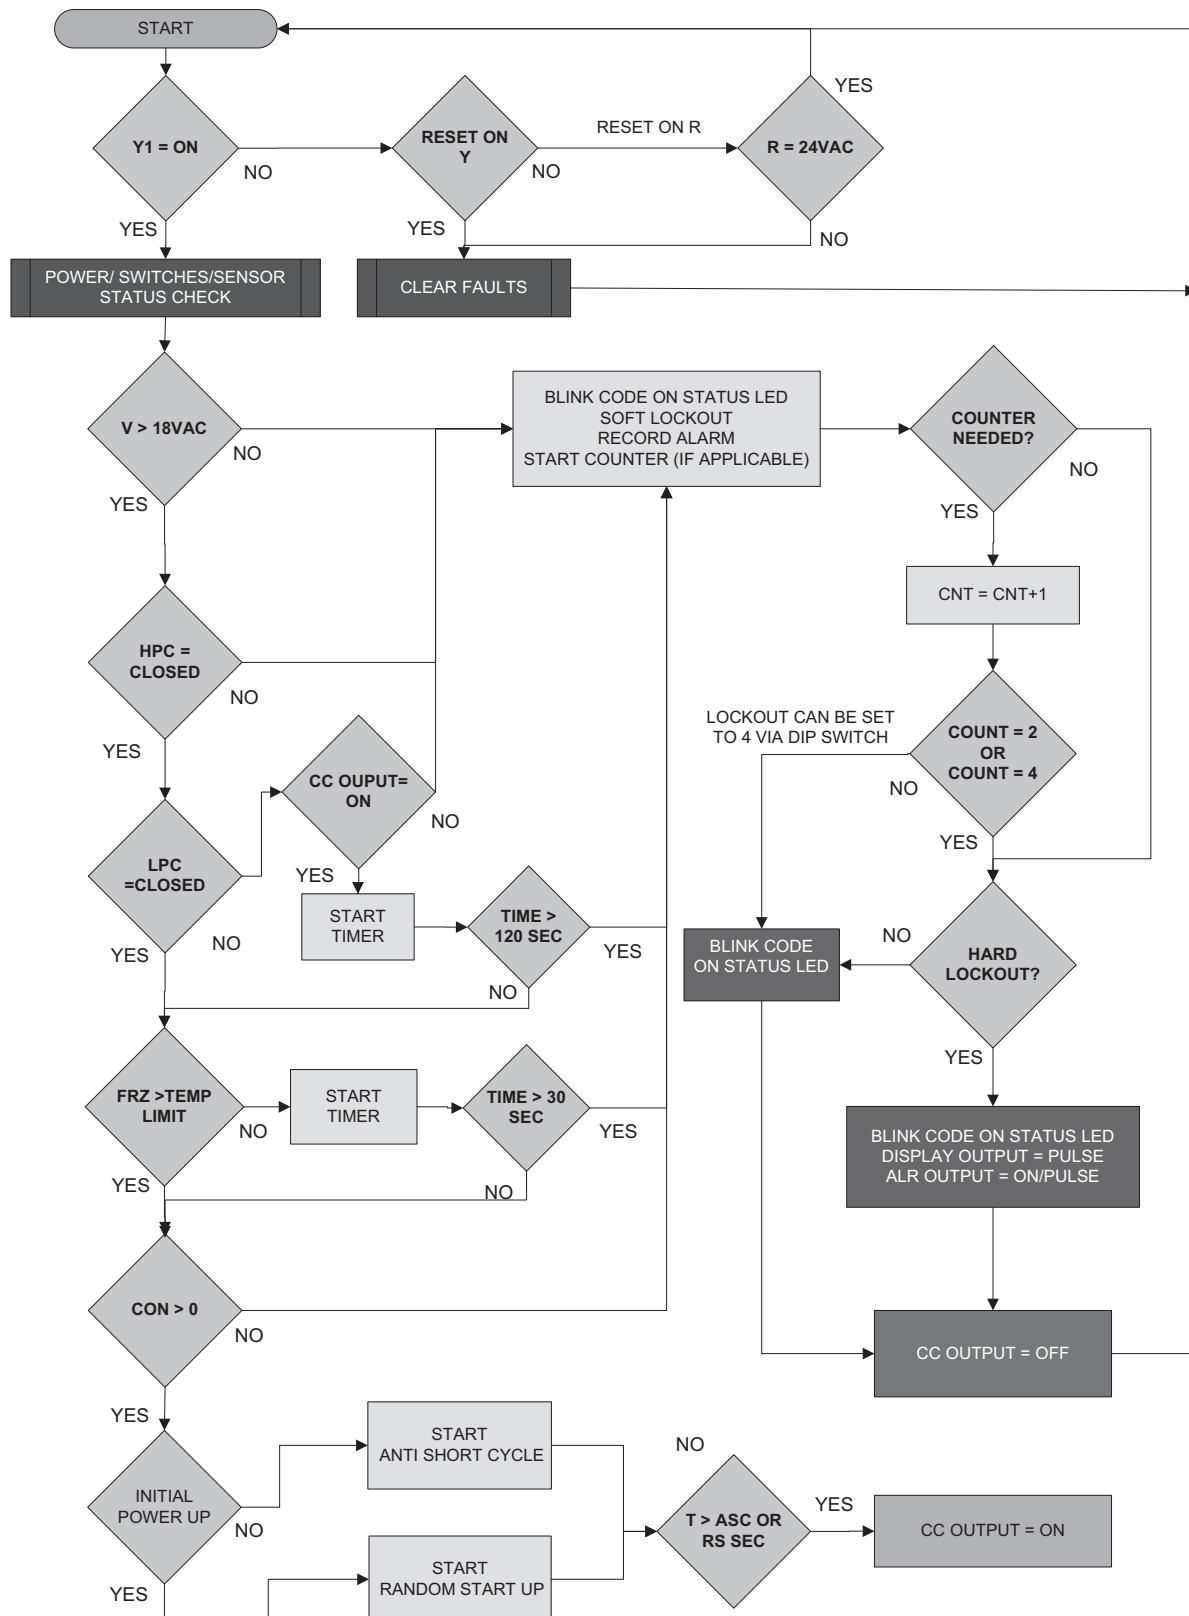 START
YES
Y1 = ON
NO
RESET ON
Y
RESET ON R
NO
R = 24VAC
YES
YES
NO
POWER/ SWITCHES/SENSOR
STATUS CHECK
CLEAR FAULTS
V > 18VAC
NO
BLINK CODE ON STATUS LED
SOFT LOCKOUT
RECORD ALARM
START COUNTER (IF APPLICABLE)
COUNTER
NEEDED?
NO
YES
YES
CNT = CNT+1
HPC =
CLOSED
NO
LOCKOUT CAN BE SET
TO 4 VIA DIP SWITCH
COUNT = 2
OR
COUNT = 4
YES
CC OUPUT=
ON
NO
NO
YES
LPC
=CLOSED
YES
START
TIMER
TIME >
120 SEC
NO
YES
NO
YES
BLINK CODE
ON STATUS LED
NO
HARD
LOCKOUT?
NO
YES
FRZ >TEMP
LIMIT
NO
START
TIMER
TIME > 30
SEC
YES
BLINK CODE ON STATUS LED
DISPLAY OUTPUT = PULSE
ALR OUTPUT = ON/PULSE
YES
NO
CON > 0
NO
CC OUTPUT = OFF
YES
START
ANTI SHORT CYCLE
NO
INITIAL
POWER UP
NO
T > ASC OR
RS SEC
YES
CC OUTPUT = ON
START
RANDOM START UP
YES